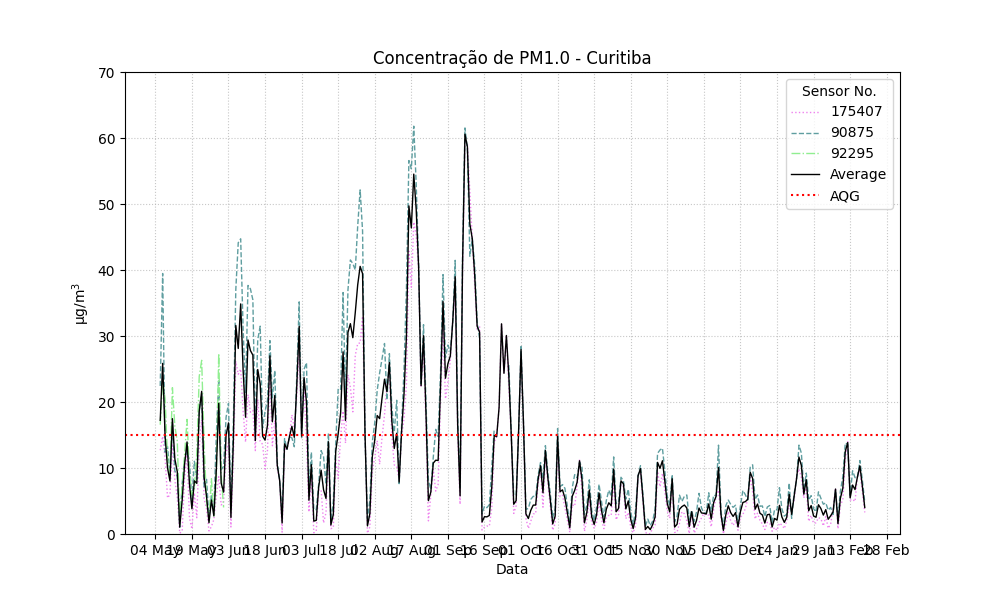 Concentração de PM1.0 - Curitiba
70
60
50
40
30
20
10
0
µg/m³
Sensor No.
175407
90875
92295
Average
AQG
04 May 19 May 03 Jun 18 Jun 03 Jul 18 Jul 02 Aug 17 Aug 01 Sep 16 Sep 01 Oct 16 Oct 31 Oct 15 Nov 30 Nov 15 Dec 30 Dec 14 Jan 29 Jan 13 Feb 28 Feb
Data